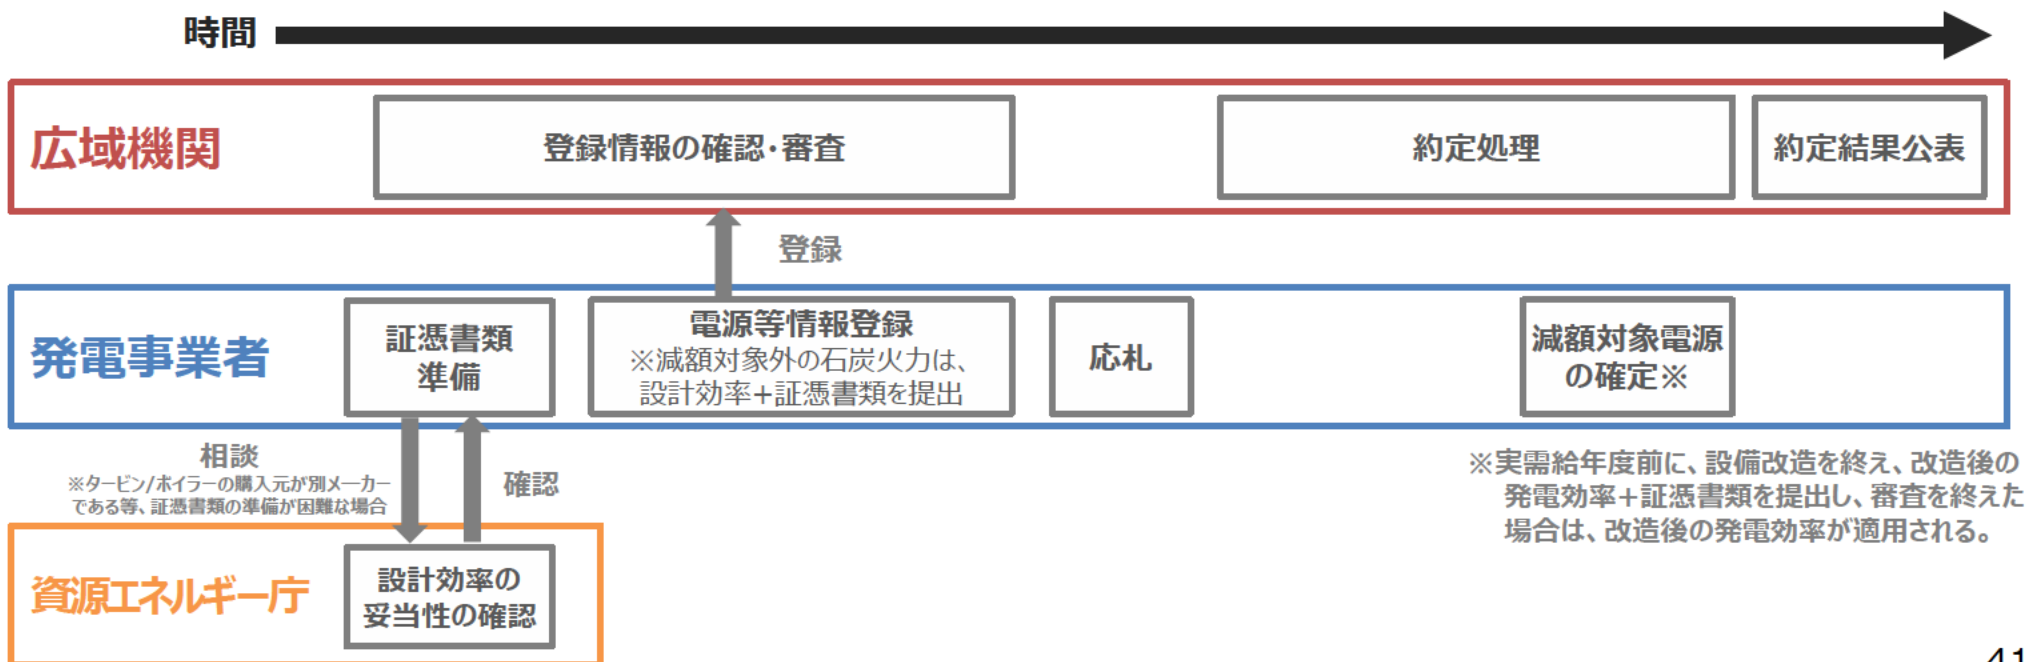 時間
広域機関
登録情報の確認・審査
約定処理
約定結果公表
登録
発電事業者
証憑書類
準備
電源等情報登録
※減額対象外の石炭火力は、
設計効率+証憑書類を提出
応札
減額対象電源
の確定※
相談
※タービン/ボイラーの購入元が別メーカー
である等、証憑書類の準備が困難な場合
確認
※実需給年度前に、設備改造を終え、改造後の
発電効率+証憑書類を提出し、審査を終えた
場合は、改造後の発電効率が適用される。
資源エネルギー庁
設計効率の
妥当性の確認
41